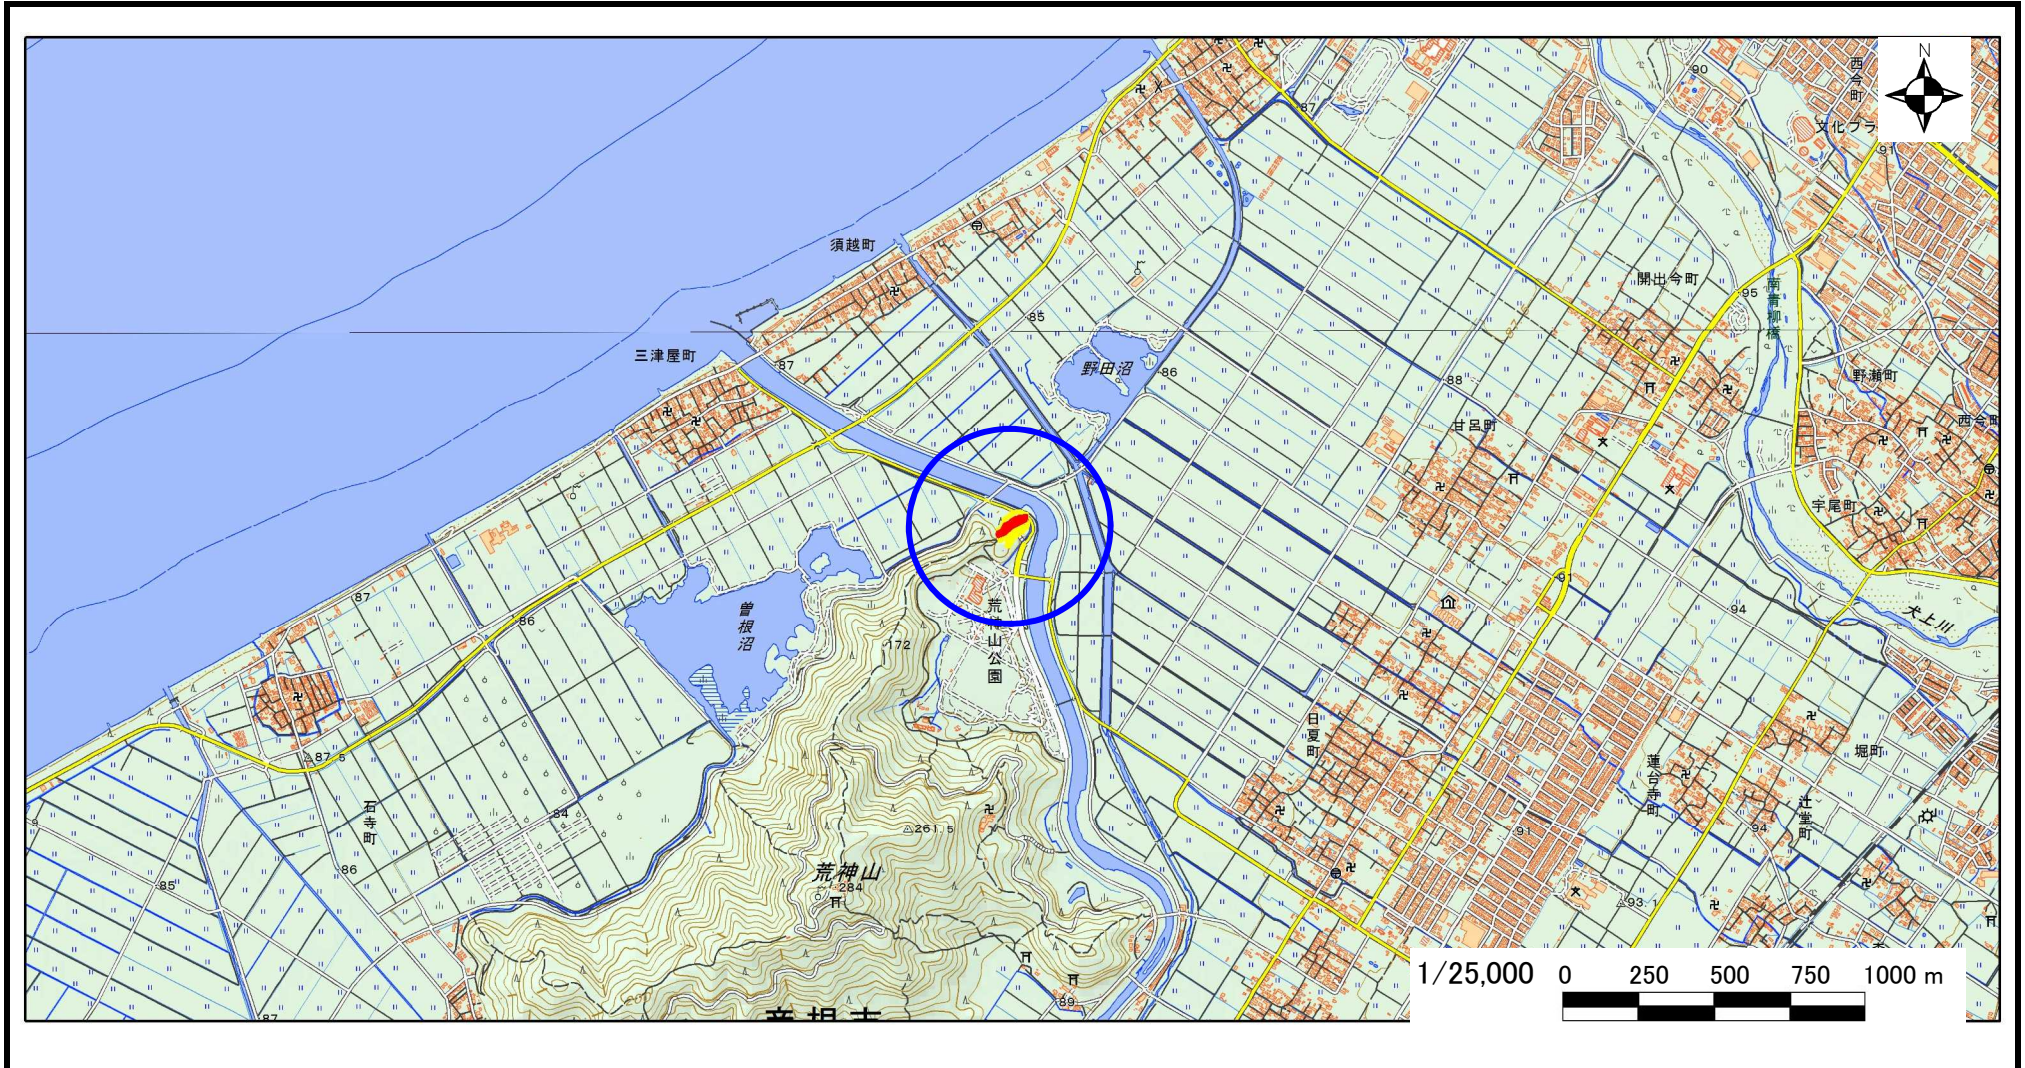 N
西今町
90
文化プラ
91
87
須越町
85
開出今町
95
南青柳橋
三津屋町
87
野田沼
86
88
甘呂町
野瀬町
西今町
宇尾町
曽根沼
87
86
172
荒神山公園
91
94
犬上川
87.5
石寺町
84
86
85
261.5
荒神山
284
日夏町
蓮台寺町
堀町
辻堂町
94
91
93.1
89
87
200
彦根市
1/25,000 0 250 500 750 1000 m